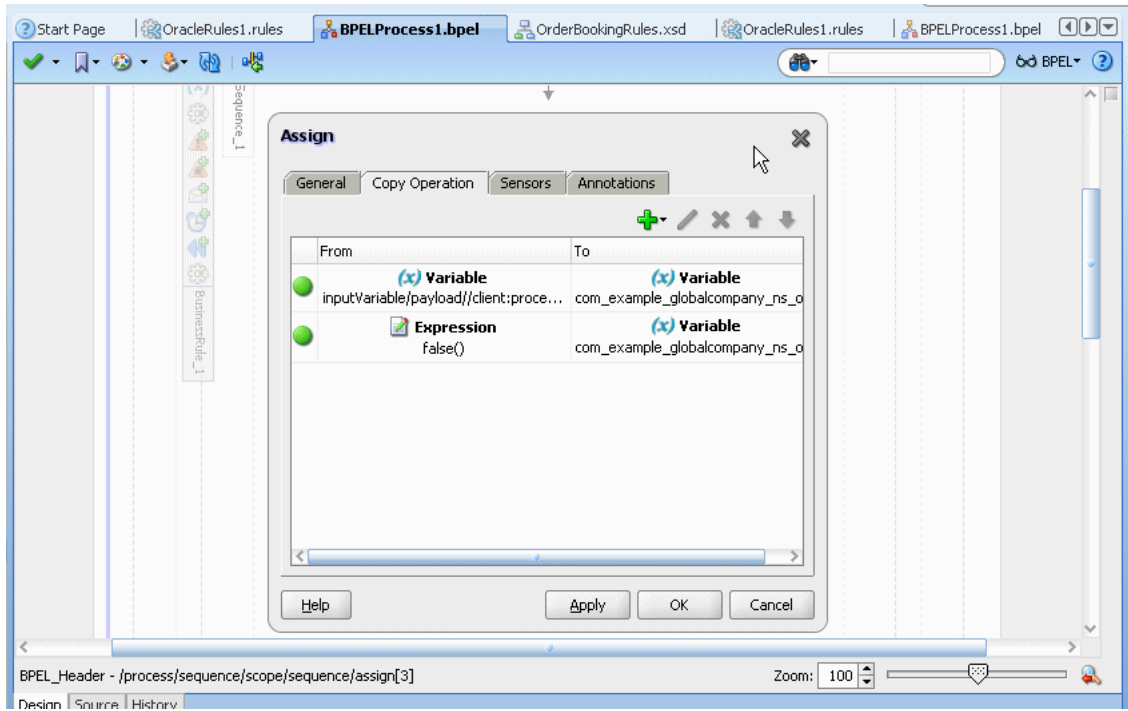 Start Page OracleRules1.rules BPELProcess1.bpel OrderBookingRules.xsd OracleRules1.rules BPELProcess1.bpel
BPEL
Sequence_1
BusinessRule_1
Assign
General Copy Operation Sensors Annotations
From To
(x) Variable (x) Variable
inputVariable/payload//client:proce... com_example_globalcompany_ns_o
Expression (x) Variable
false() com_example_globalcompany_ns_o
Help Apply OK Cancel
BPEL_Header - /process/sequence/scope/sequence/assign[3] Zoom: 100
Design Source History